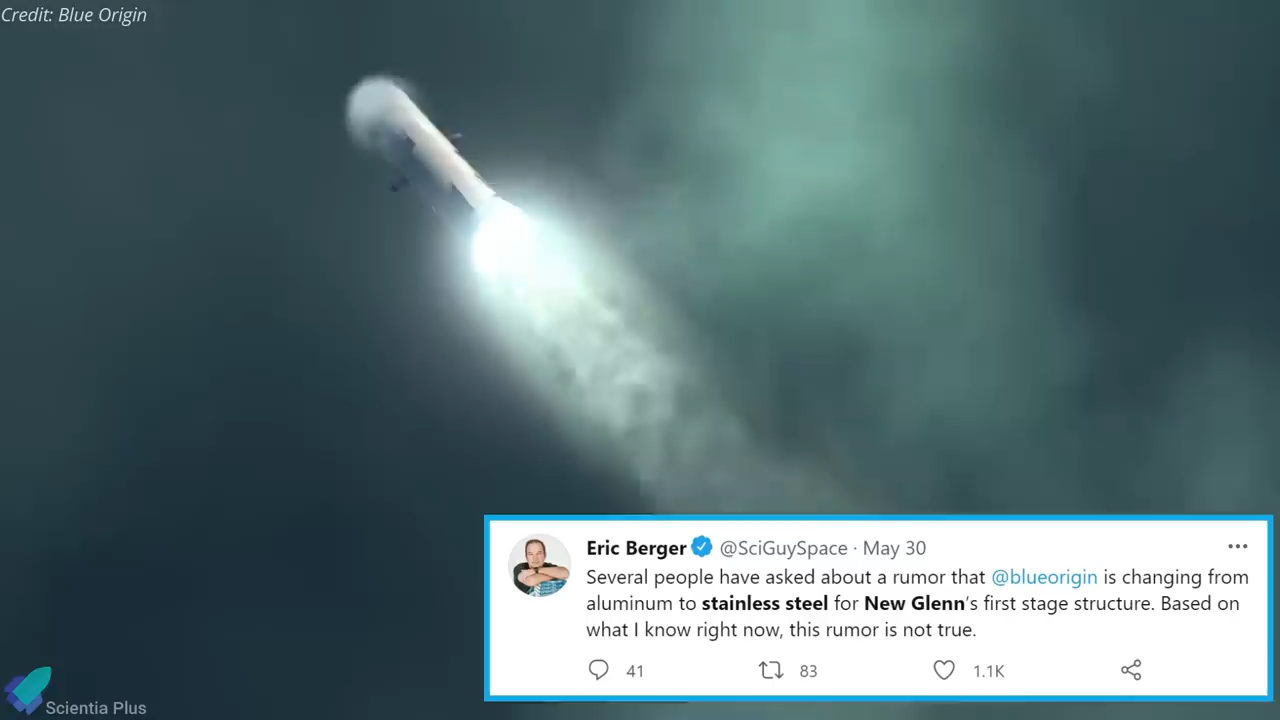 Credit: Blue Origin
Eric Berger @SciGuySpace · May 30
Several people have asked about a rumor that @blueorigin is changing from
aluminum to stainless steel for New Glenn's first stage structure. Based on
what I know right now, this rumor is not true.
41 83 1.1K
Scientia Plus